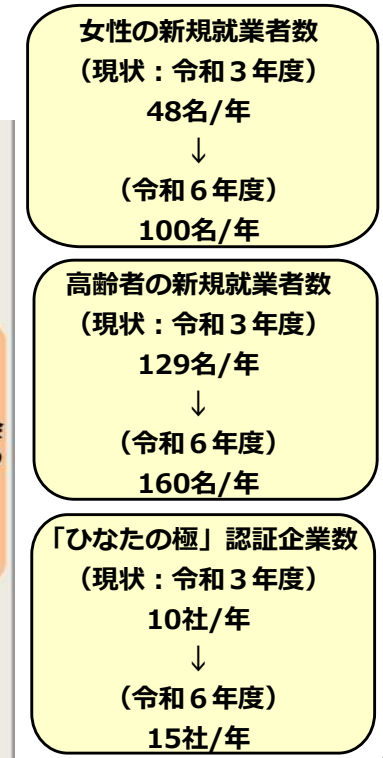 女性の新規就業者数
（現状：令和３年度）
48名/年
↓
（令和６年度）
100名/年
高齢者の新規就業者数
（現状：令和３年度）
129名/年
↓
（令和６年度）
160名/年
「ひなたの極」認証企業数
（現状：令和３年度）
10社/年
↓
（令和６年度）
15社/年